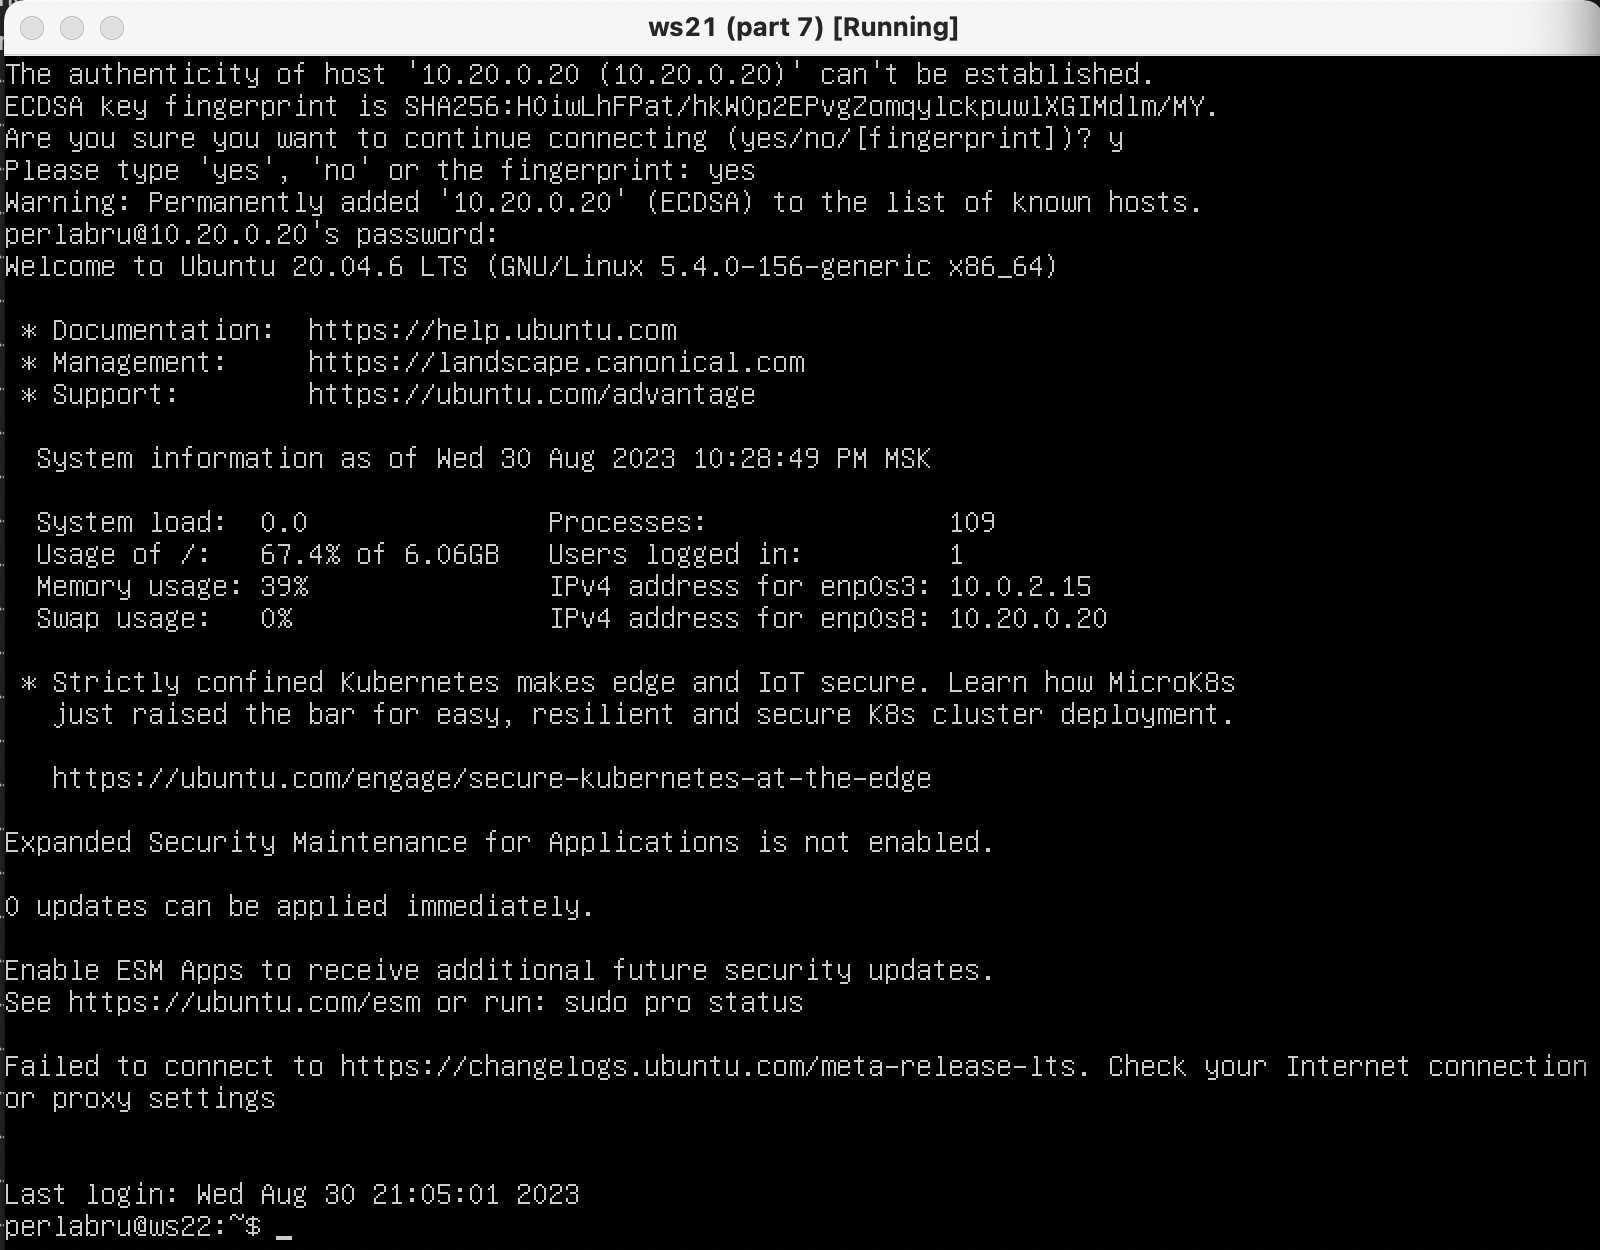 ws21 (part 7) [Running]
The authenticity of host '10.20.0.20 (10.20.0.20)' can't be established.
ECDSA key fingerprint is SHA256:HOiwLhFPat/hkWOp2EPvgZomqylckpuwlXGIMdlm/MY.
Are you sure you want to continue connecting (yes/no/[fingerprint])? y
Please type 'yes', 'no' or the fingerprint: yes
Warning: Permanently added '10.20.0.20' (ECDSA) to the list of known hosts.
perlabru@10.20.0.20's password:
Welcome to Ubuntu 20.04.6 LTS (GNU/Linux 5.4.0-156-generic x86_64)
* Documentation:  https://help.ubuntu.com
* Management:     https://landscape.canonical.com
* Support:        https://ubuntu.com/advantage
System information as of Wed 30 Aug 2023 10:28:49 PM MSK
System load:  0.0               Processes:               109
Usage of /:   67.4% of 6.06GB   Users logged in:         1
Memory usage: 39%               IPv4 address for enp0s3: 10.0.2.15
Swap usage:   0%                IPv4 address for enp0s8: 10.20.0.20
* Strictly confined Kubernetes makes edge and IoT secure. Learn how MicroK8s
just raised the bar for easy, resilient and secure K8s cluster deployment.
https://ubuntu.com/engage/secure-kubernetes-at-the-edge
Expanded Security Maintenance for Applications is not enabled.
0 updates can be applied immediately.
Enable ESM Apps to receive additional future security updates.
See https://ubuntu.com/esm or run: sudo pro status
Failed to connect to https://changelogs.ubuntu.com/meta-release-lts. Check your Internet connection
or proxy settings
Last login: Wed Aug 30 21:05:01 2023
perlabru@ws22:~$ _